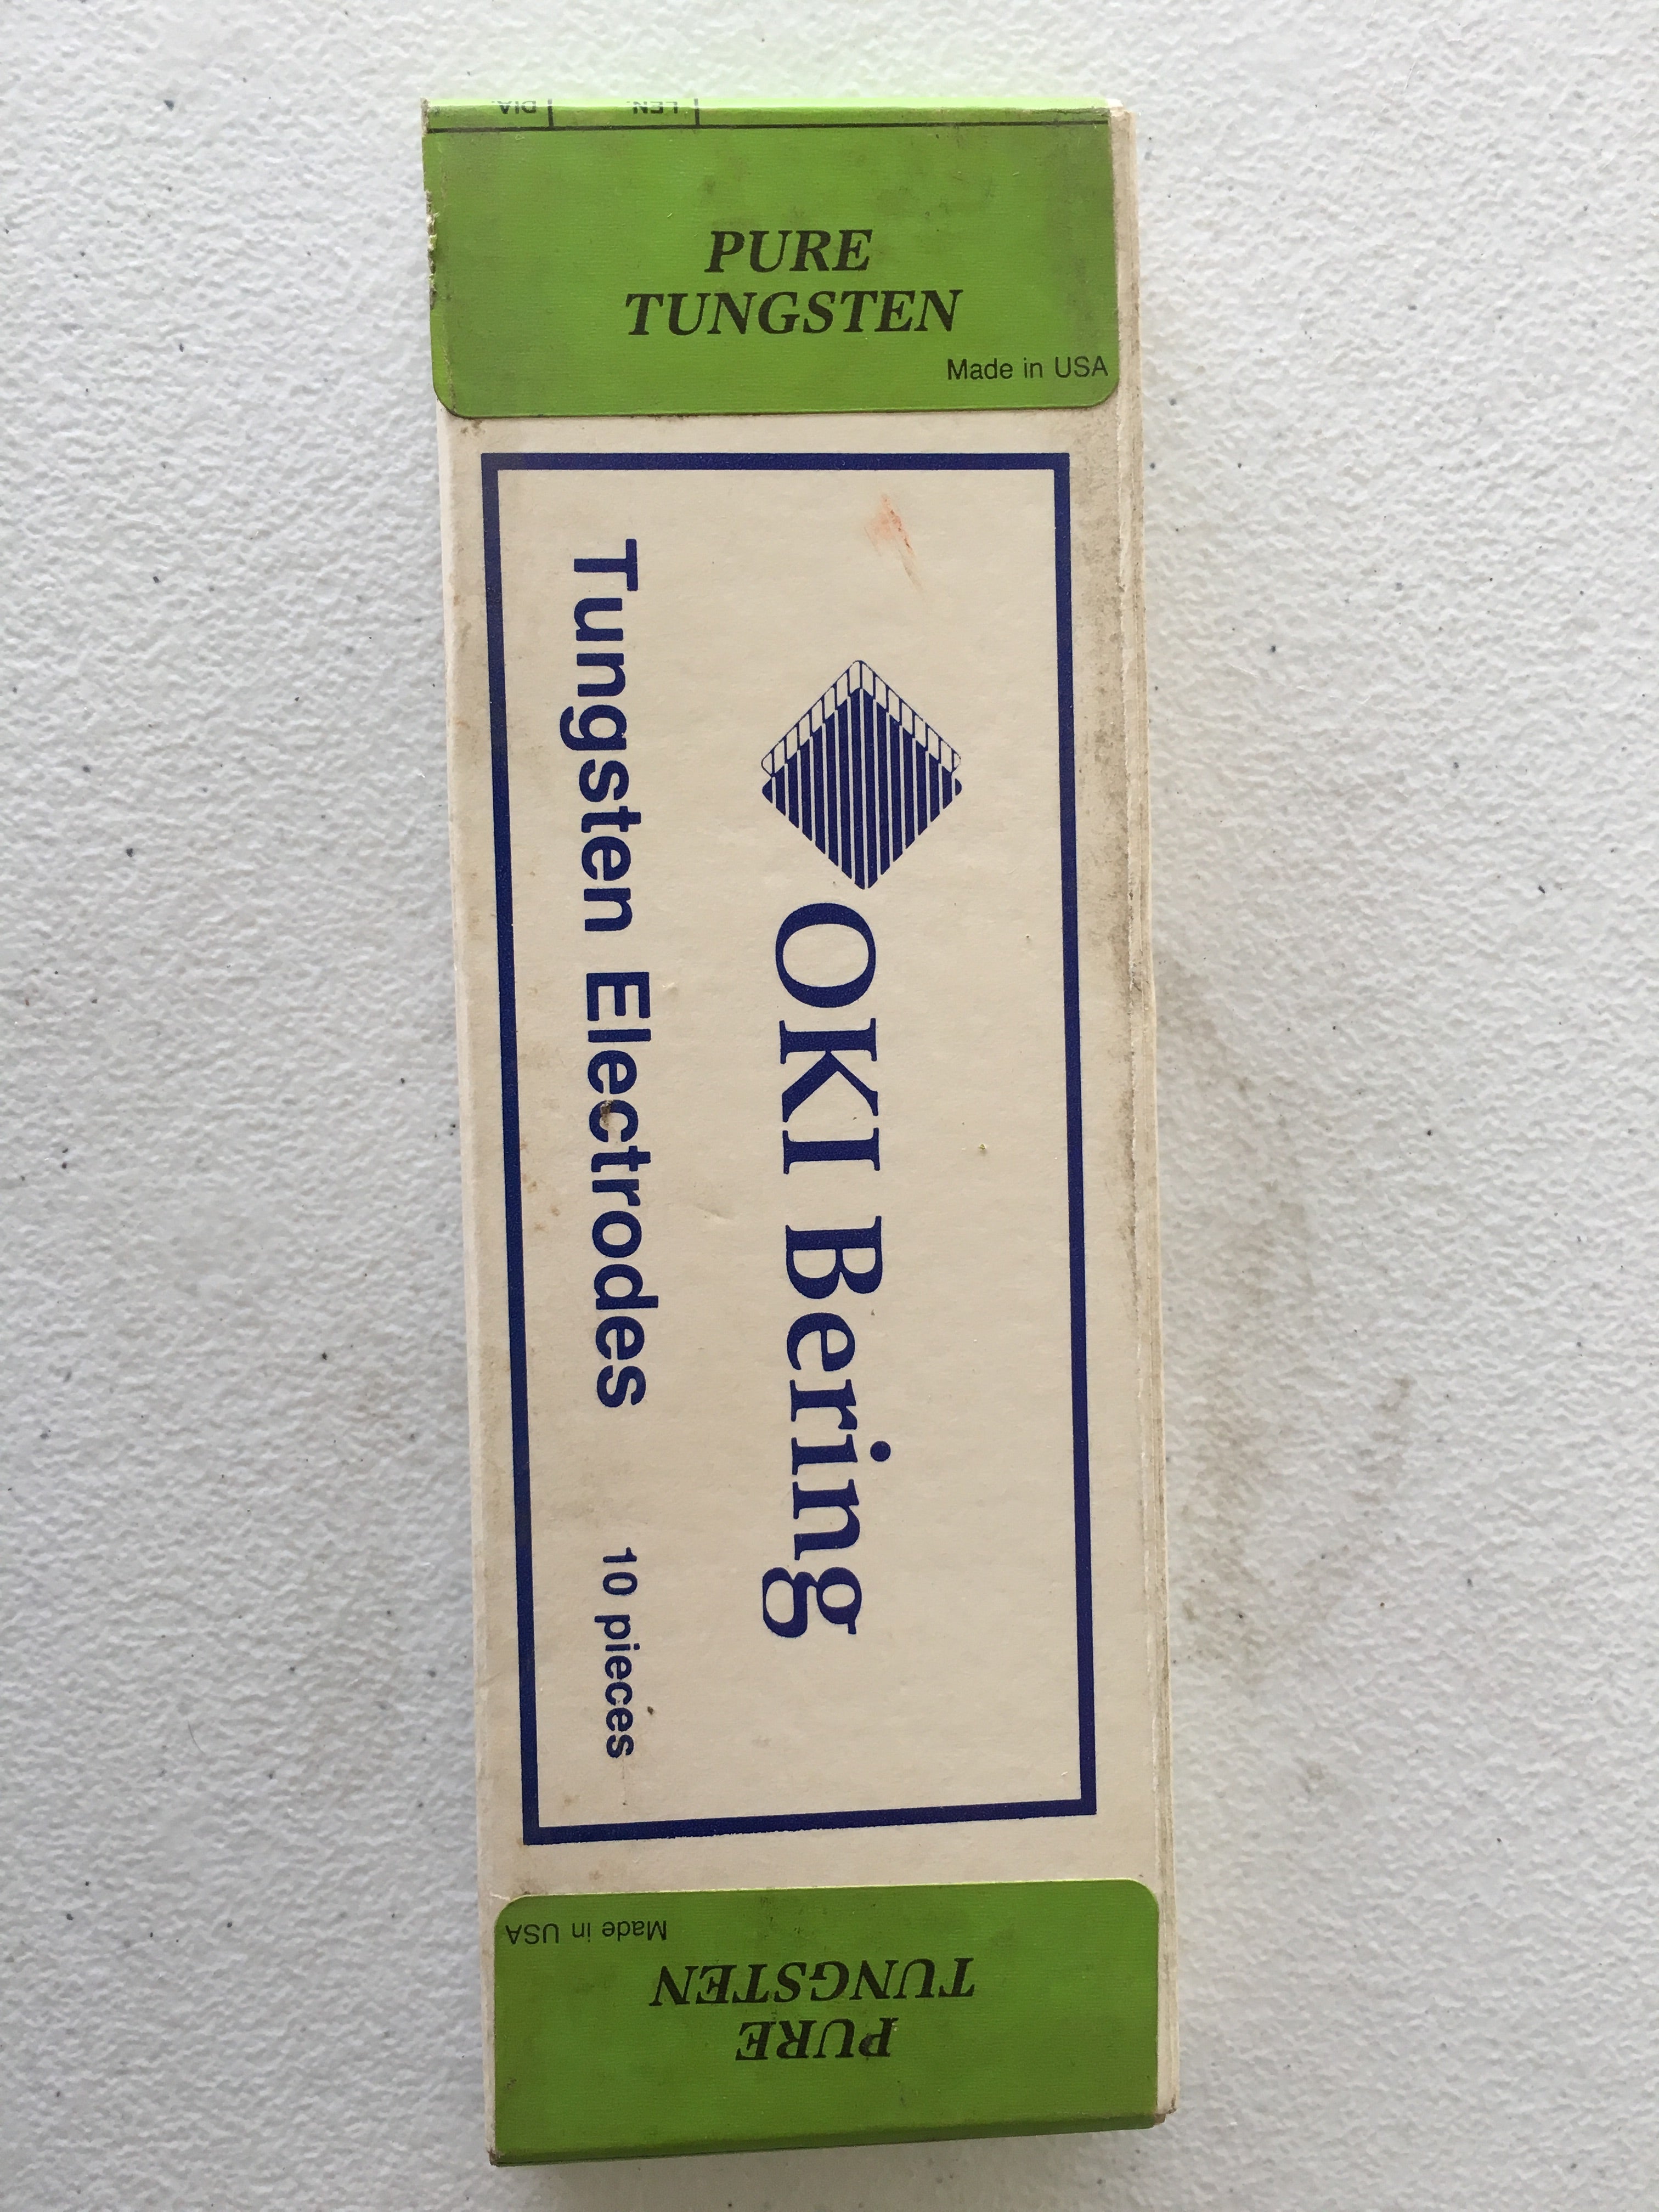 DIA. LEN.
PURE
TUNGSTEN
Made in USA
OKI Bering
Tungsten Electrodes 10 pieces
PURE
TUNGSTEN
Made in USA